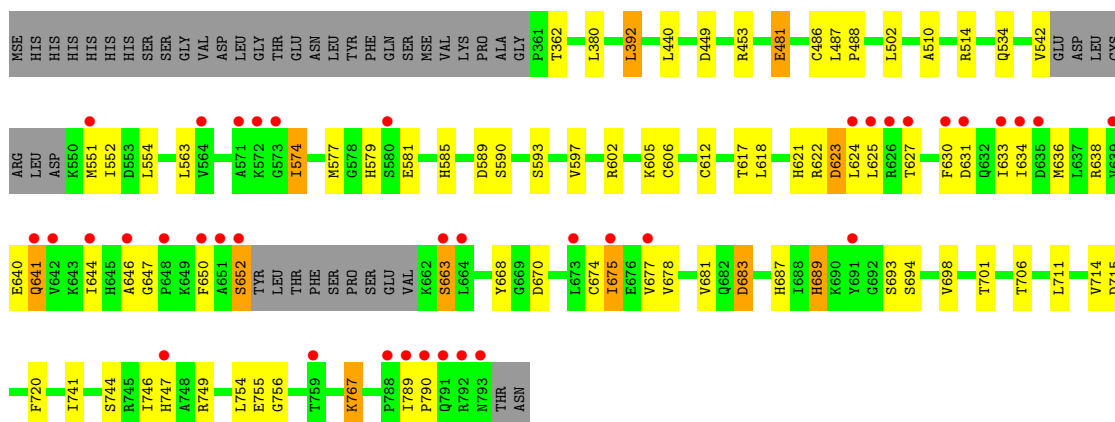 MSE HIS HIS HIS HIS HIS HIS SER SER GLY VAL ASP LEU GLY THR GLU ASN LEU TYR PHE GLN SER MSE VAL LYS PRO ALA GLY P361 T362 L380 L392 L440 D449 R453 E481 C486 L487 P488 L502 A510 R514 Q534 V542 GLU ASP LEU CYS
ARG LEU ASP K550 M551 I552 D553 L554 L563 V564 A571 K572 G573 I574 M577 G578 H579 S580 E581 H585 D589 S590 S593 V597 R602 K605 C606 C612 T617 L618 H621 R622 D623 L624 L625 R626 T627 F630 D631 Q632 I633 I634 D635 M636 L637 R638 V639
E640 Q641 V642 K643 I644 H645 A646 G647 P648 K649 F650 A651 S652 TYR LEU THR PHE SER PRO SER GLU VAL K662 S663 L664 Y668 G669 D670 L673 C674 I675 E676 V677 V678 V681 Q682 D683 H687 I688 H689 K690 Y691 G692 S693 S694 V698 T701 T706 L711 V714 D715
F720 I741 S744 R745 I746 H747 A748 R749 L754 E755 G756 T759 K767 P788 I789 P790 Q791 R792 N793 THR ASN